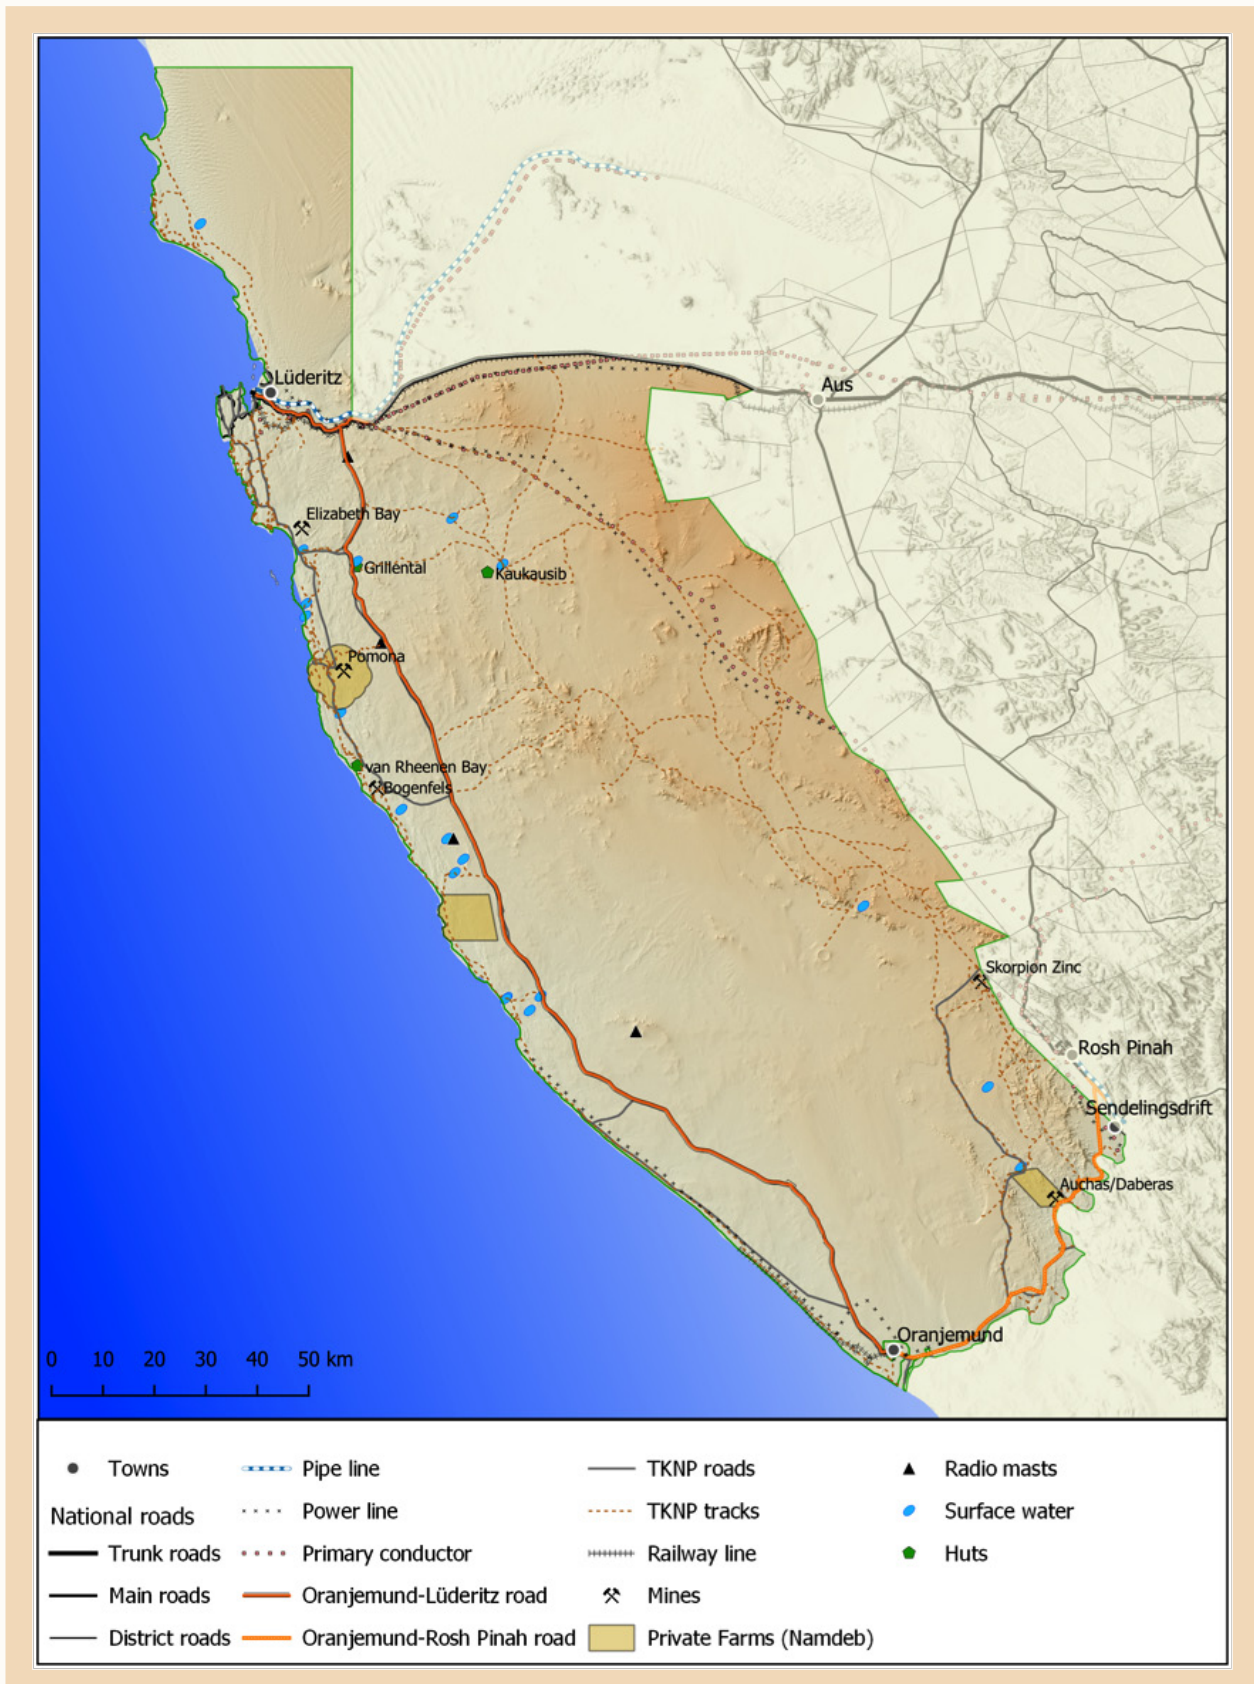 Lüderitz
Aus
Elizabeth Bay
Grillental
Kaukausib
Pomona
van Rheenen Bay
Bogenfels
Skorpion Zinc
Rosh Pinah
Sendelingsdrift
Auchas/Daberas
Oranjemund
0 10 20 30 40 50 km
Towns
Pipe line
TKNP roads
Radio masts
National roads
Power line
TKNP tracks
Surface water
Trunk roads
Primary conductor
Railway line
Huts
Main roads
Oranjemund-Lüderitz road
Mines
District roads
Oranjemund-Rosh Pinah road
Private Farms (Namdeb)